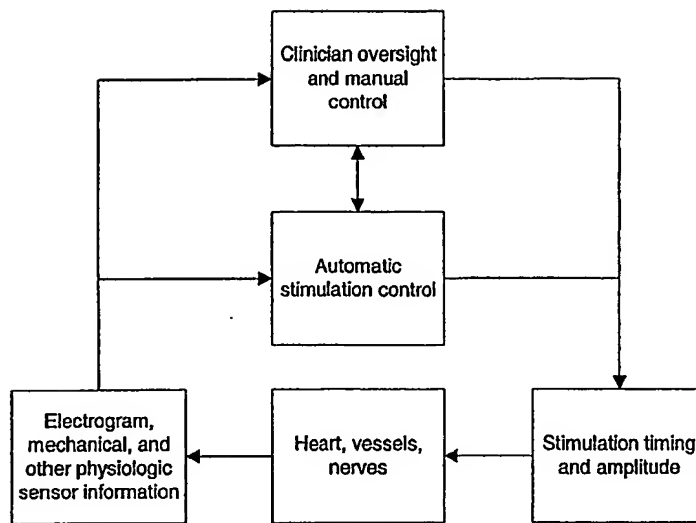 Clinician oversight
and manual
control
Automatic
stimulation control
Electrogram,
mechanical, and
other physiologic
sensor information
Heart, vessels,
nerves
Stimulation timing
and amplitude